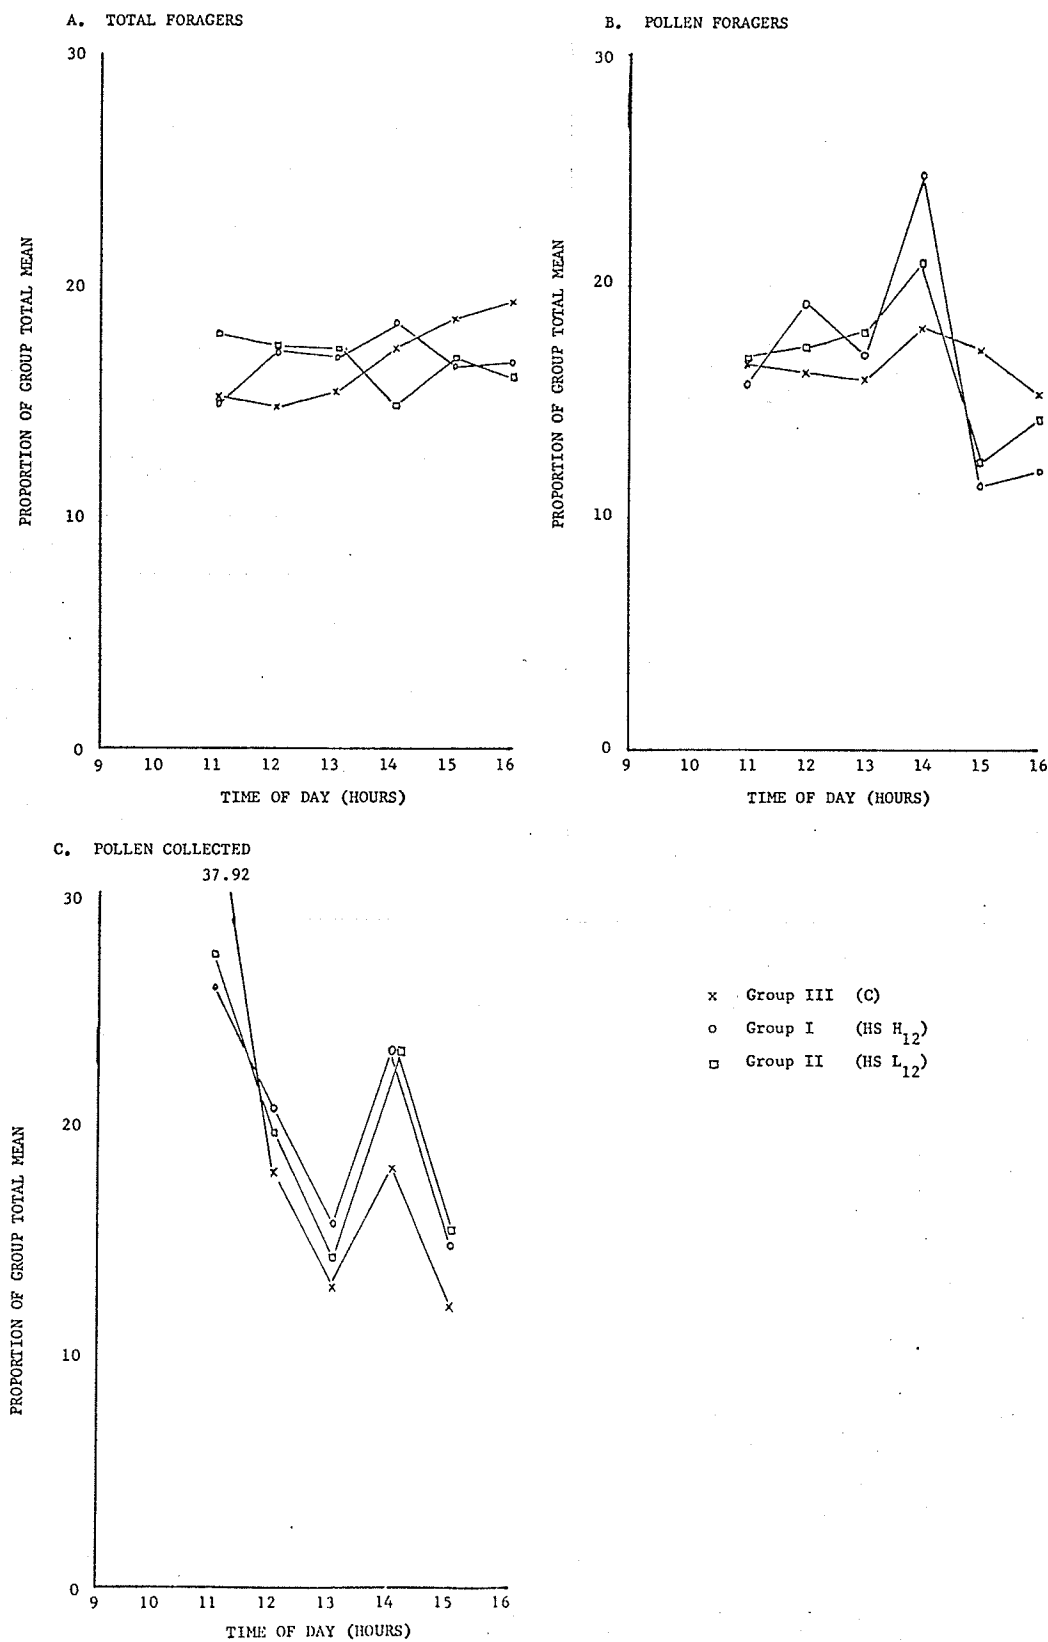 A. TOTAL FORAGERS
30
20
10
0
PROPORTION OF GROUP TOTAL MEAN
9 10 11 12 13 14 15 16
TIME OF DAY (HOURS)
B. POLLEN FORAGERS
30
20
10
0
PROPORTION OF GROUP TOTAL MEAN
9 10 11 12 13 14 15 16
TIME OF DAY (HOURS)
C. POLLEN COLLECTED
37.92
30
20
10
0
PROPORTION OF GROUP TOTAL MEAN
9 10 11 12 13 14 15 16
TIME OF DAY (HOURS)
x Group III (C)
o Group I (HS H12)
□ Group II (HS L12)